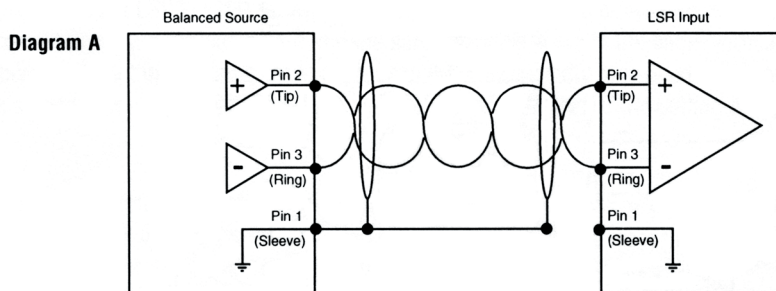 Balanced Source
LSR Input
Diagram A
+
Pin 2
(Tip)
Pin 2
(Tip)
+
-
Pin 3
(Ring)
Pin 3
(Ring)
-
Pin 1
(Sleeve)
Pin 1
(Sleeve)